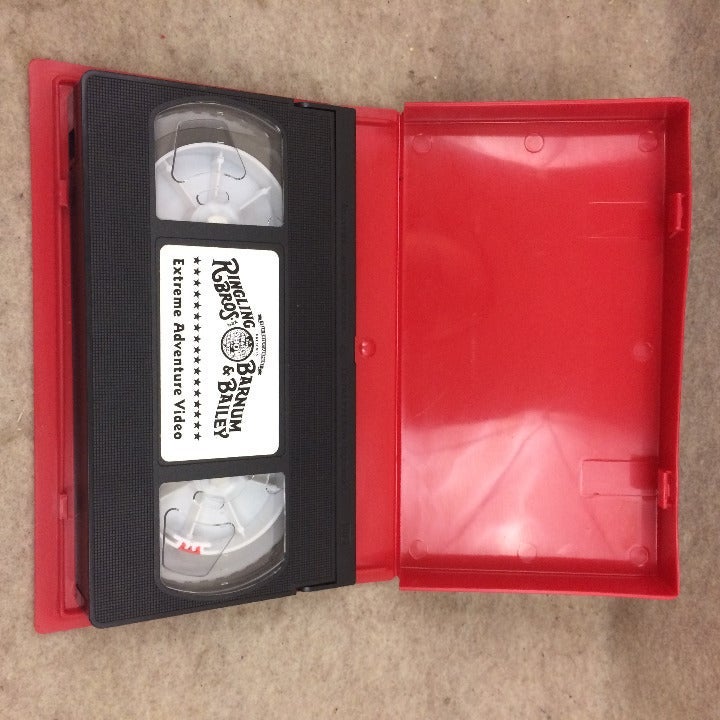 RINGLING
BROS
BARNUM
& BAILEY
Extreme Adventure Video